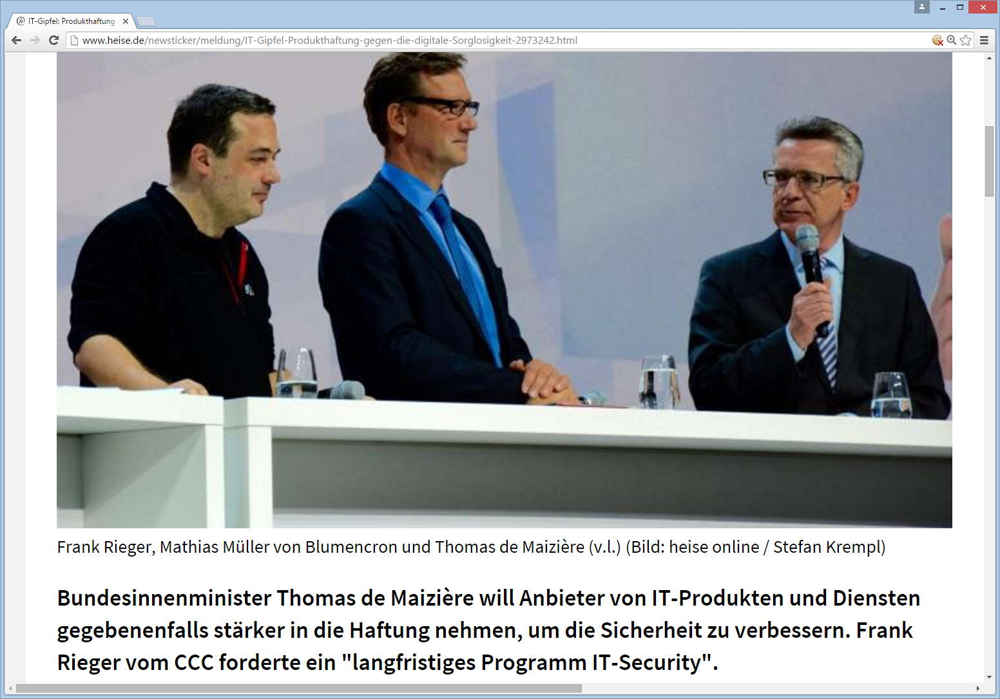 IT-Gipfel: Produkthaftung
www.heise.de/newsticker/meldung/IT-Gipfel-Produkthaftung-gegen-die-digitale-Sorglosigkeit-2973242.html
Frank Rieger, Mathias Müller von Blumencron und Thomas de Maizière (v.l.) (Bild: heise online / Stefan Krempl)
Bundesinnenminister Thomas de Maizière will Anbieter von IT-Produkten und Diensten
gegebenenfalls stärker in die Haftung nehmen, um die Sicherheit zu verbessern. Frank
Rieger vom CCC forderte ein "langfristiges Programm IT-Security".